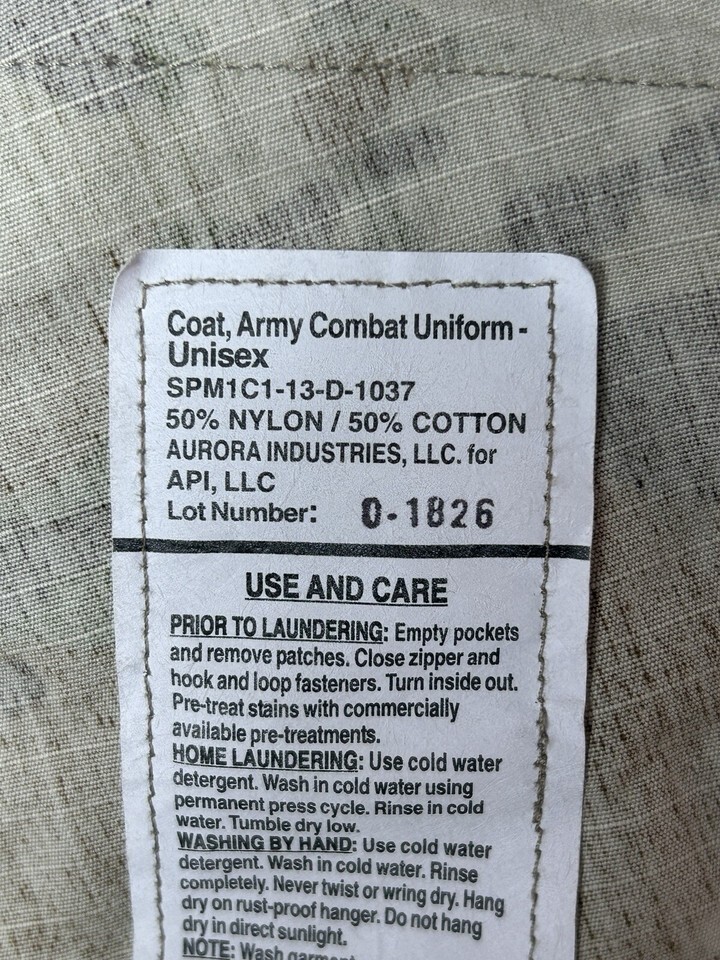 Coat, Army Combat Uniform -
Unisex
SPM1C1-13-D-1037
50% NYLON / 50% COTTON
AURORA INDUSTRIES, LLC. for
API, LLC
Lot Number: 0-1826
USE AND CARE
PRIOR TO LAUNDERING: Empty pockets
and remove patches. Close zipper and
hook and loop fasteners. Turn inside out.
Pre-treat stains with commercially
available pre-treatments.
HOME LAUNDERING: Use cold water
detergent. Wash in cold water using
permanent press cycle. Rinse in cold
water. Tumble dry low.
WASHING BY HAND: Use cold water
detergent. Wash in cold water. Rinse
completely. Never twist or wring dry. Hang
dry on rust-proof hanger. Do not hang
dry in direct sunlight.
NOTE: Wash